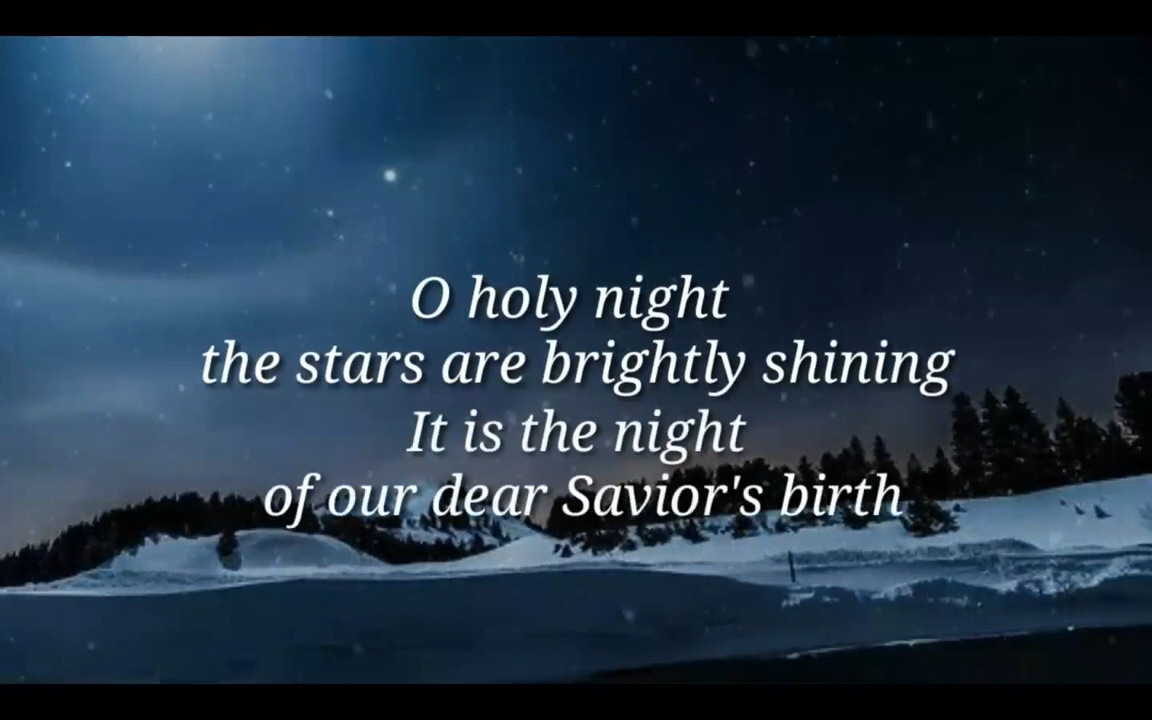 O holy night
the stars are brightly shining
It is the night
of our dear Savior's birth